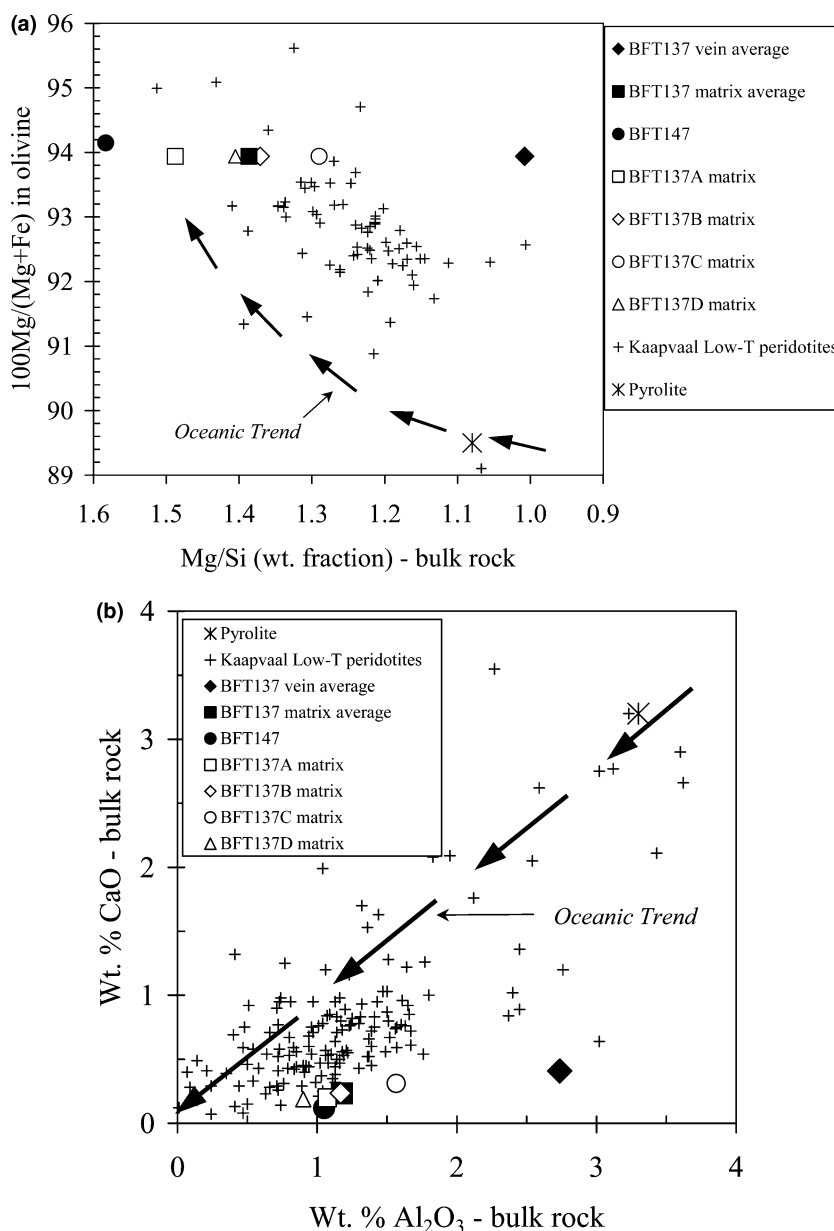 (a)
96
95
94
93
92
91
90
89
100Mg/(Mg+Fe) in olivine
Oceanic Trend
1.6 1.5 1.4 1.3 1.2 1.1 1.0 0.9
Mg/Si (wt. fraction) - bulk rock
BFT137 vein average
BFT137 matrix average
BFT147
BFT137A matrix
BFT137B matrix
BFT137C matrix
BFT137D matrix
Kaapvaal Low-T peridotites
Pyrolite
(b)
4
3
2
1
0
Wt. % CaO - bulk rock
Pyrolite
Kaapvaal Low-T peridotites
BFT137 vein average
BFT137 matrix average
BFT147
BFT137A matrix
BFT137B matrix
BFT137C matrix
BFT137D matrix
Oceanic Trend
0 1 2 3 4
Wt. % Al₂O₃ - bulk rock